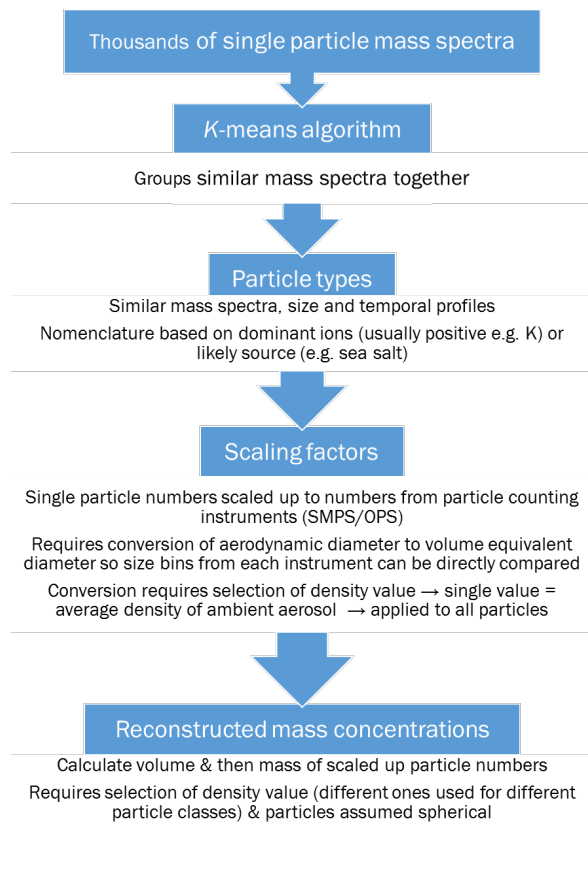 Thousands of single particle mass spectra
K-means algorithm
Groups similar mass spectra together
Particle types
Similar mass spectra, size and temporal profiles
Nomenclature based on dominant ions (usually positive e.g. K) or
likely source (e.g. sea salt)
Scaling factors
Single particle numbers scaled up to numbers from particle counting
instruments (SMPS/OPS)
Requires conversion of aerodynamic diameter to volume equivalent
diameter so size bins from each instrument can be directly compared
Conversion requires selection of density value → single value =
average density of ambient aerosol → applied to all particles
Reconstructed mass concentrations
Calculate volume & then mass of scaled up particle numbers
Requires selection of density value (different ones used for different
particle classes) & particles assumed spherical